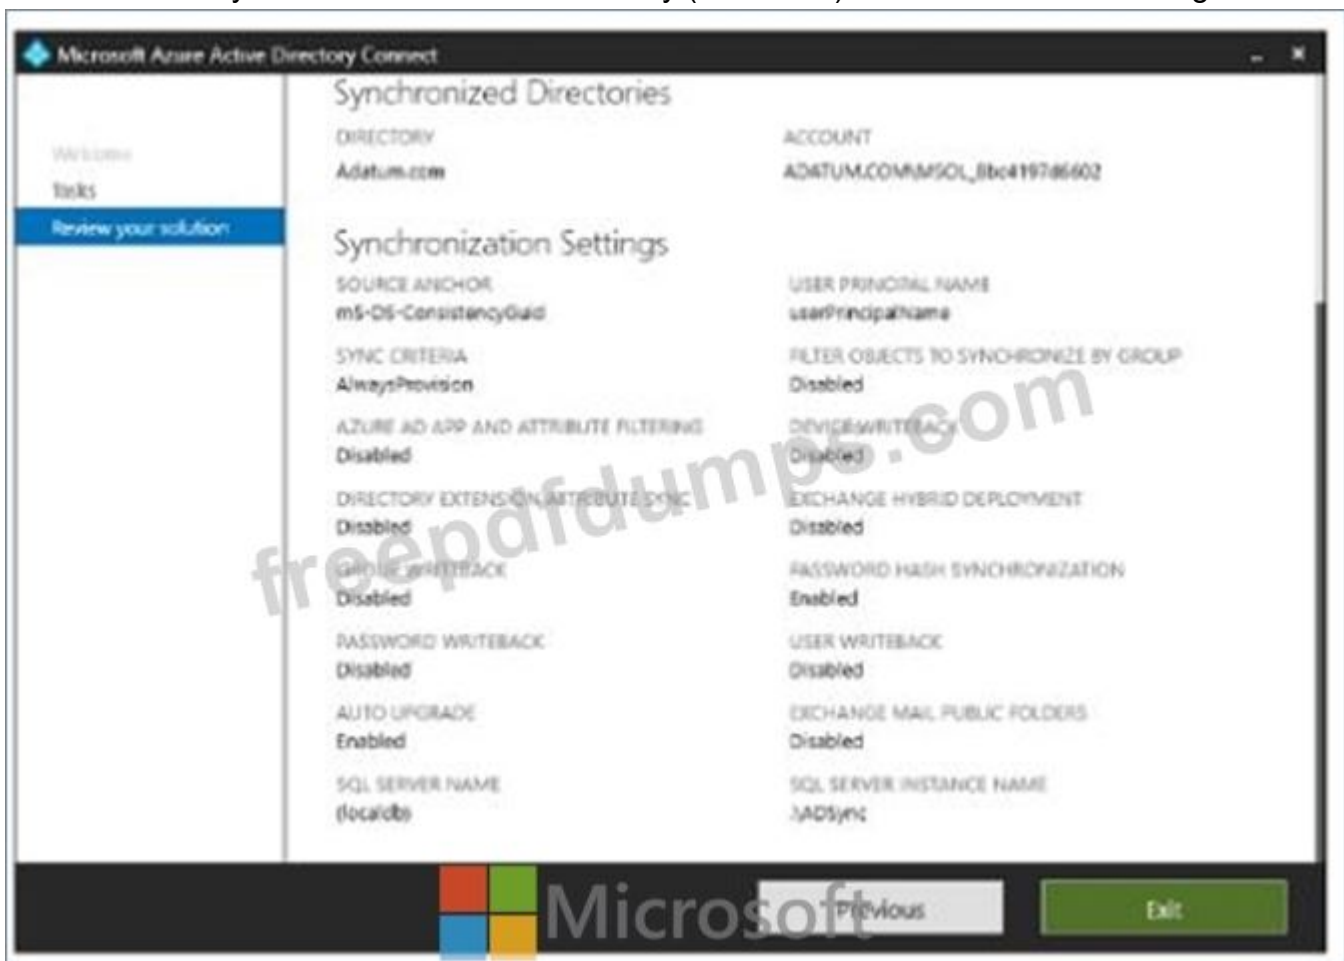 Microsoft Azure Active Directory Connect
Synchronized Directories
DIRECTORY ACCOUNT
Adatum.com ADATUM.COM\MSOL_8bc4197d6602
Welcome
Tasks
Review your solution
Synchronization Settings
SOURCE ANCHOR USER PRINCIPAL NAME
mS-DS-ConsistencyGuid userPrincipalName
SYNC CRITERIA FILTER OBJECTS TO SYNCHRONIZE BY GROUP
AlwaysProvision Disabled
AZURE AD APP AND ATTRIBUTE FILTERING DEVICE WRITEBACK
Disabled Disabled
DIRECTORY EXTENSION ATTRIBUTE SYNC EXCHANGE HYBRID DEPLOYMENT
Disabled Disabled
GROUP WRITEBACK PASSWORD HASH SYNCHRONIZATION
Disabled Enabled
PASSWORD WRITEBACK USER WRITEBACK
Disabled Disabled
AUTO UPGRADE EXCHANGE MAIL PUBLIC FOLDERS
Enabled Disabled
SQL SERVER NAME SQL SERVER INSTANCE NAME
(localdb) .\ADSync
freepdfdumps.com
Microsoft
Previous Exit